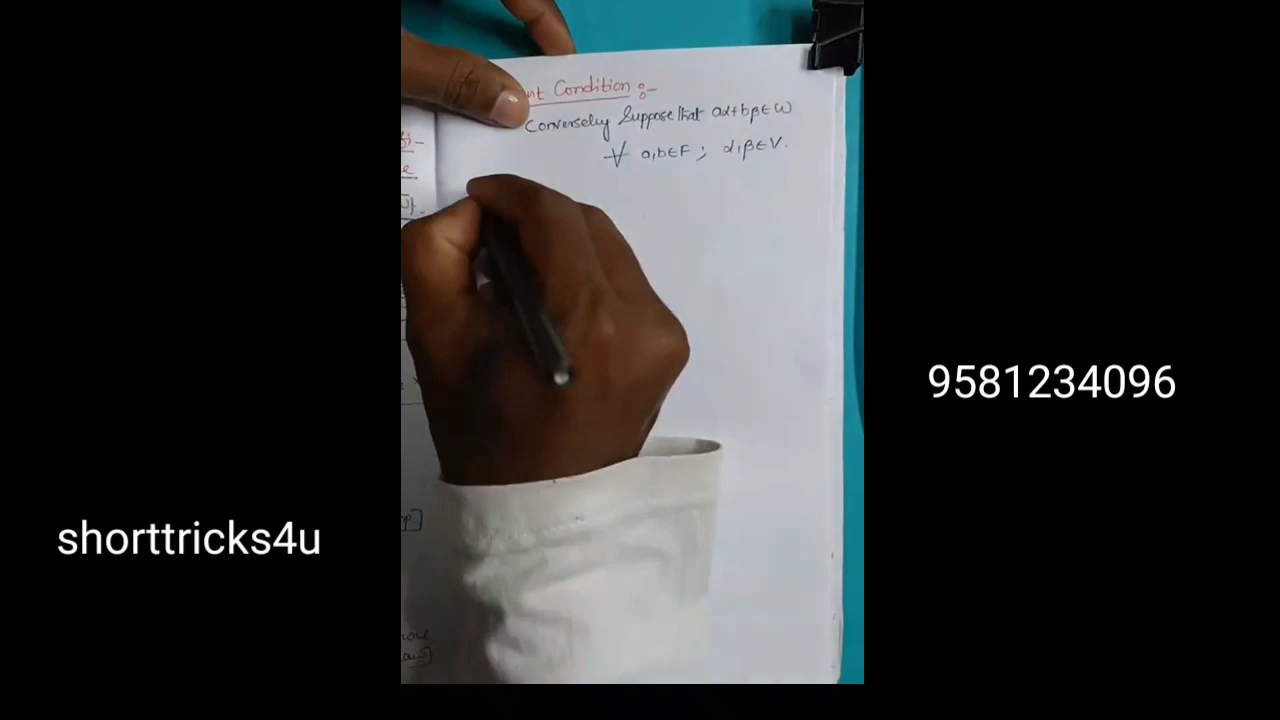 nt Condition :-
Conversely Suppose that aα+bβ∈W
∀ a,b∈F ; α,β∈V.
9581234096
shorttricks4u